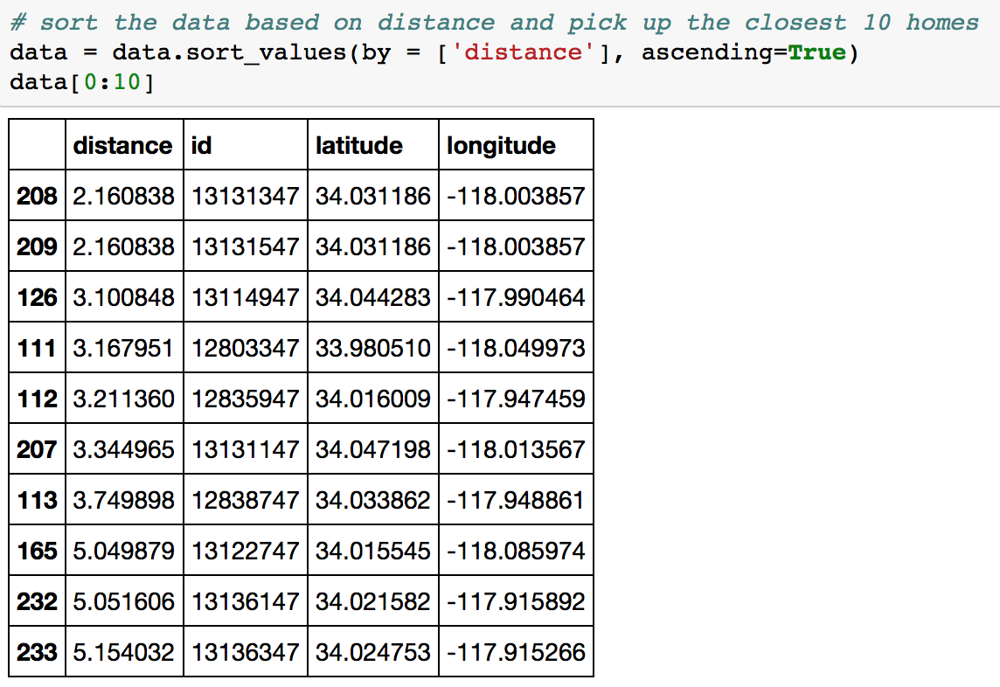 # sort the data based on distance and pick up the closest 10 homes
data = data.sort_values(by = ['distance'], ascending=True)
data[0:10]
distance id latitude longitude
208 2.160838 13131347 34.031186 -118.003857
209 2.160838 13131547 34.031186 -118.003857
126 3.100848 13114947 34.044283 -117.990464
111 3.167951 12803347 33.980510 -118.049973
112 3.211360 12835947 34.016009 -117.947459
207 3.344965 13131147 34.047198 -118.013567
113 3.749898 12838747 34.033862 -117.948861
165 5.049879 13122747 34.015545 -118.085974
232 5.051606 13136147 34.021582 -117.915892
233 5.154032 13136347 34.024753 -117.915266